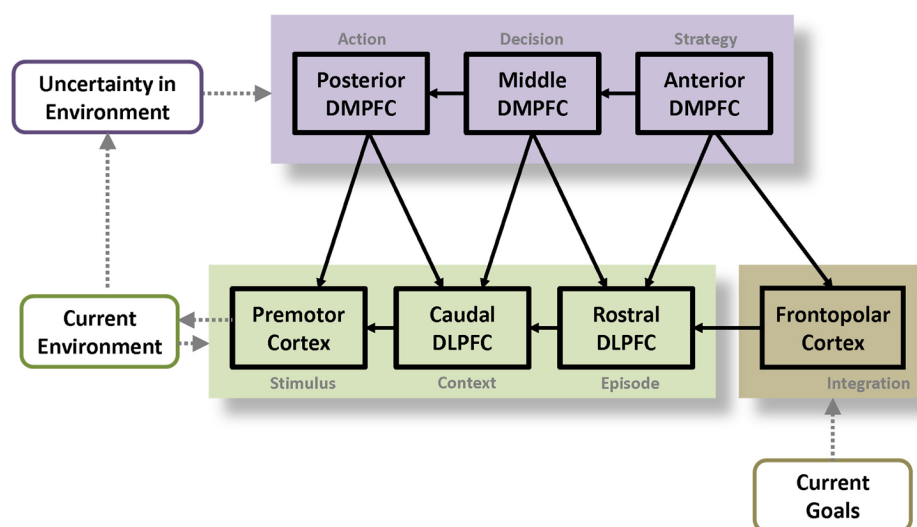 Action
Decision
Strategy
Uncertainty in
Environment
Posterior
DMPFC
Middle
DMPFC
Anterior
DMPFC
Current
Environment
Premotor
Cortex
Caudal
DLPFC
Rostral
DLPFC
Frontopolar
Cortex
Stimulus
Context
Episode
Integration
Current
Goals